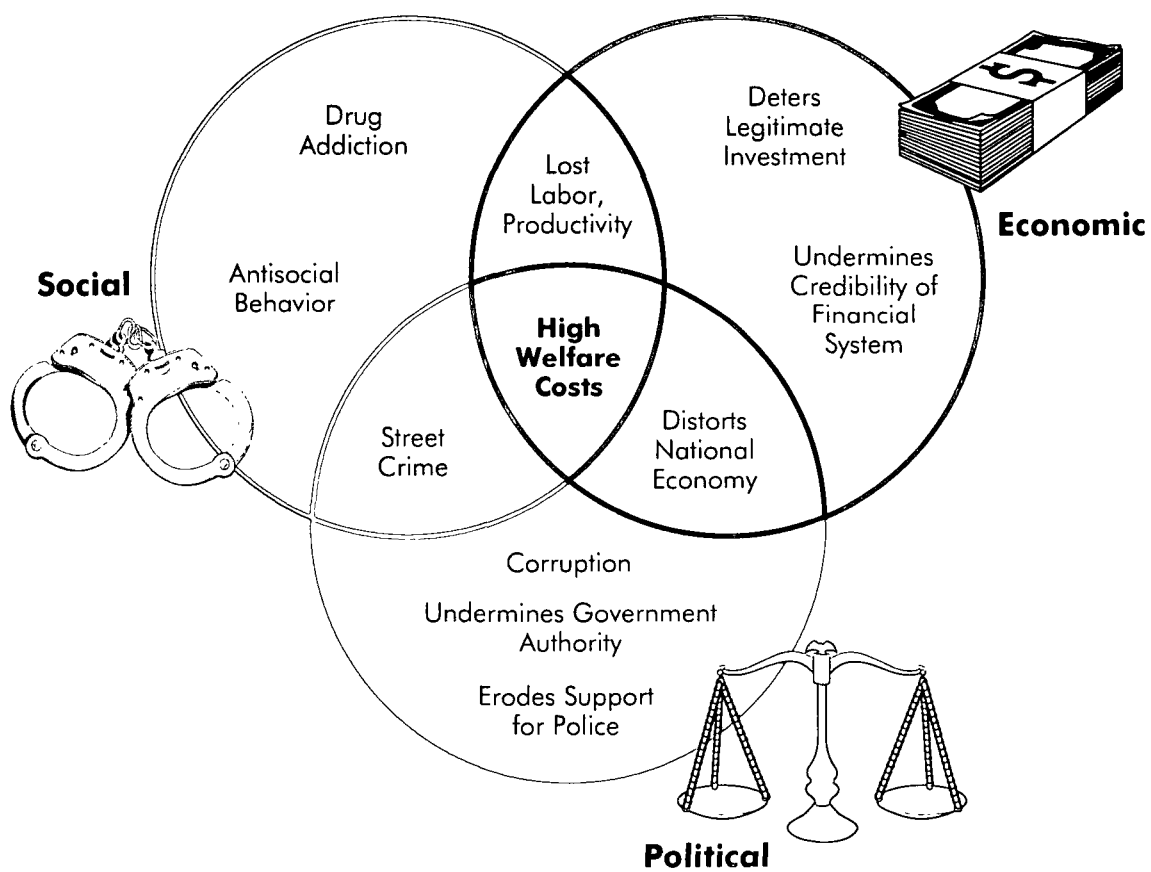 Drug
Addiction
Deters
Legitimate
Investment
Lost
Labor,
Productivity
Economic
Social
Antisocial
Behavior
Undermines
Credibility of
Financial
System
High
Welfare
Costs
Street
Crime
Distorts
National
Economy
Corruption
Undermines Government
Authority
Erodes Support
for Police
Political
$